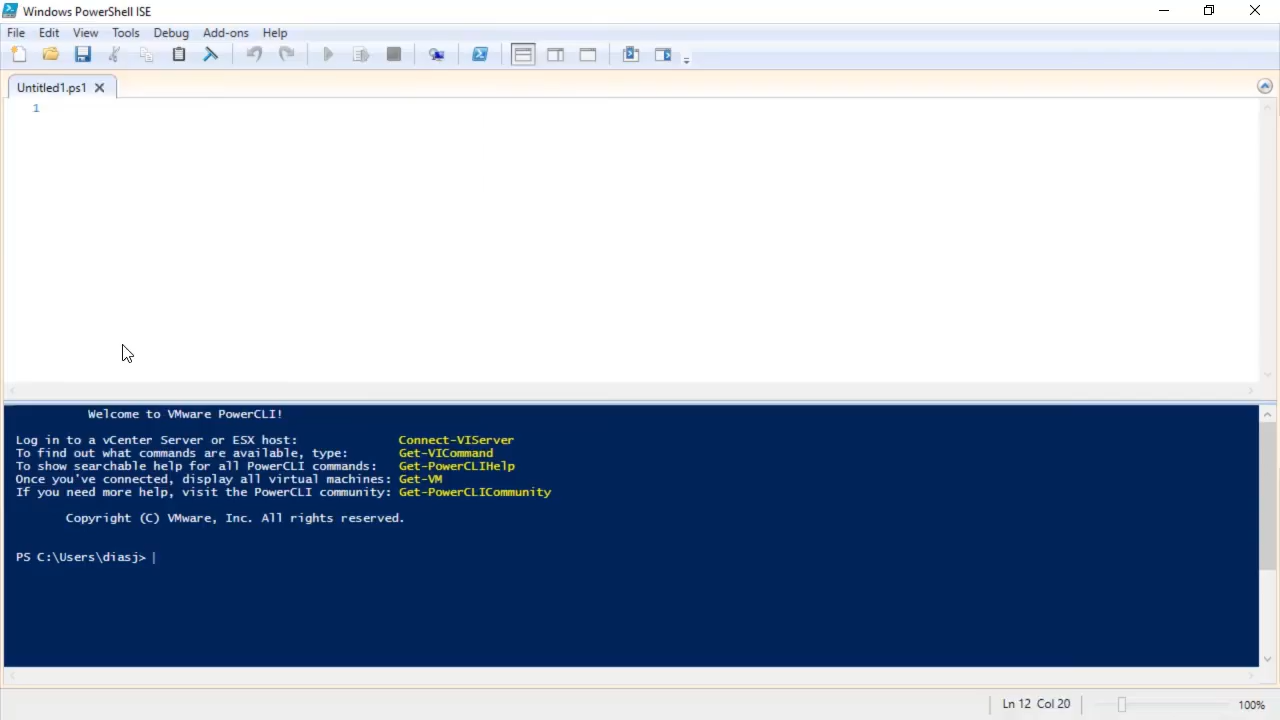 Windows PowerShell ISE
File Edit View Tools Debug Add-ons Help
Untitled1.ps1
1
Welcome to VMware PowerCLI!
Log in to a vCenter Server or ESX host: Connect-VIServer
To find out what commands are available, type: Get-VICommand
To show searchable help for all PowerCLI commands: Get-PowerCLIHelp
Once you've connected, display all virtual machines: Get-VM
If you need more help, visit the PowerCLI community: Get-PowerCLICommunity
Copyright (C) VMware, Inc. All rights reserved.
PS C:\Users\diasj>
Ln 12 Col 20 100%